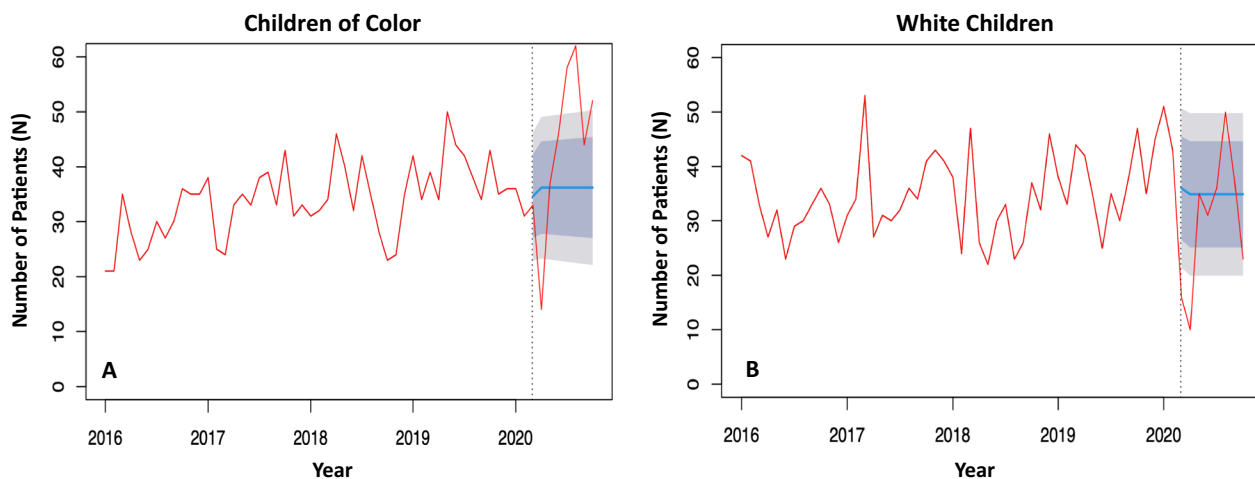 Children of Color
Number of Patients (N)
60
50
40
30
20
10
0
A
2016 2017 2018 2019 2020
Year
White Children
Number of Patients (N)
60
50
40
30
20
10
0
B
2016 2017 2018 2019 2020
Year